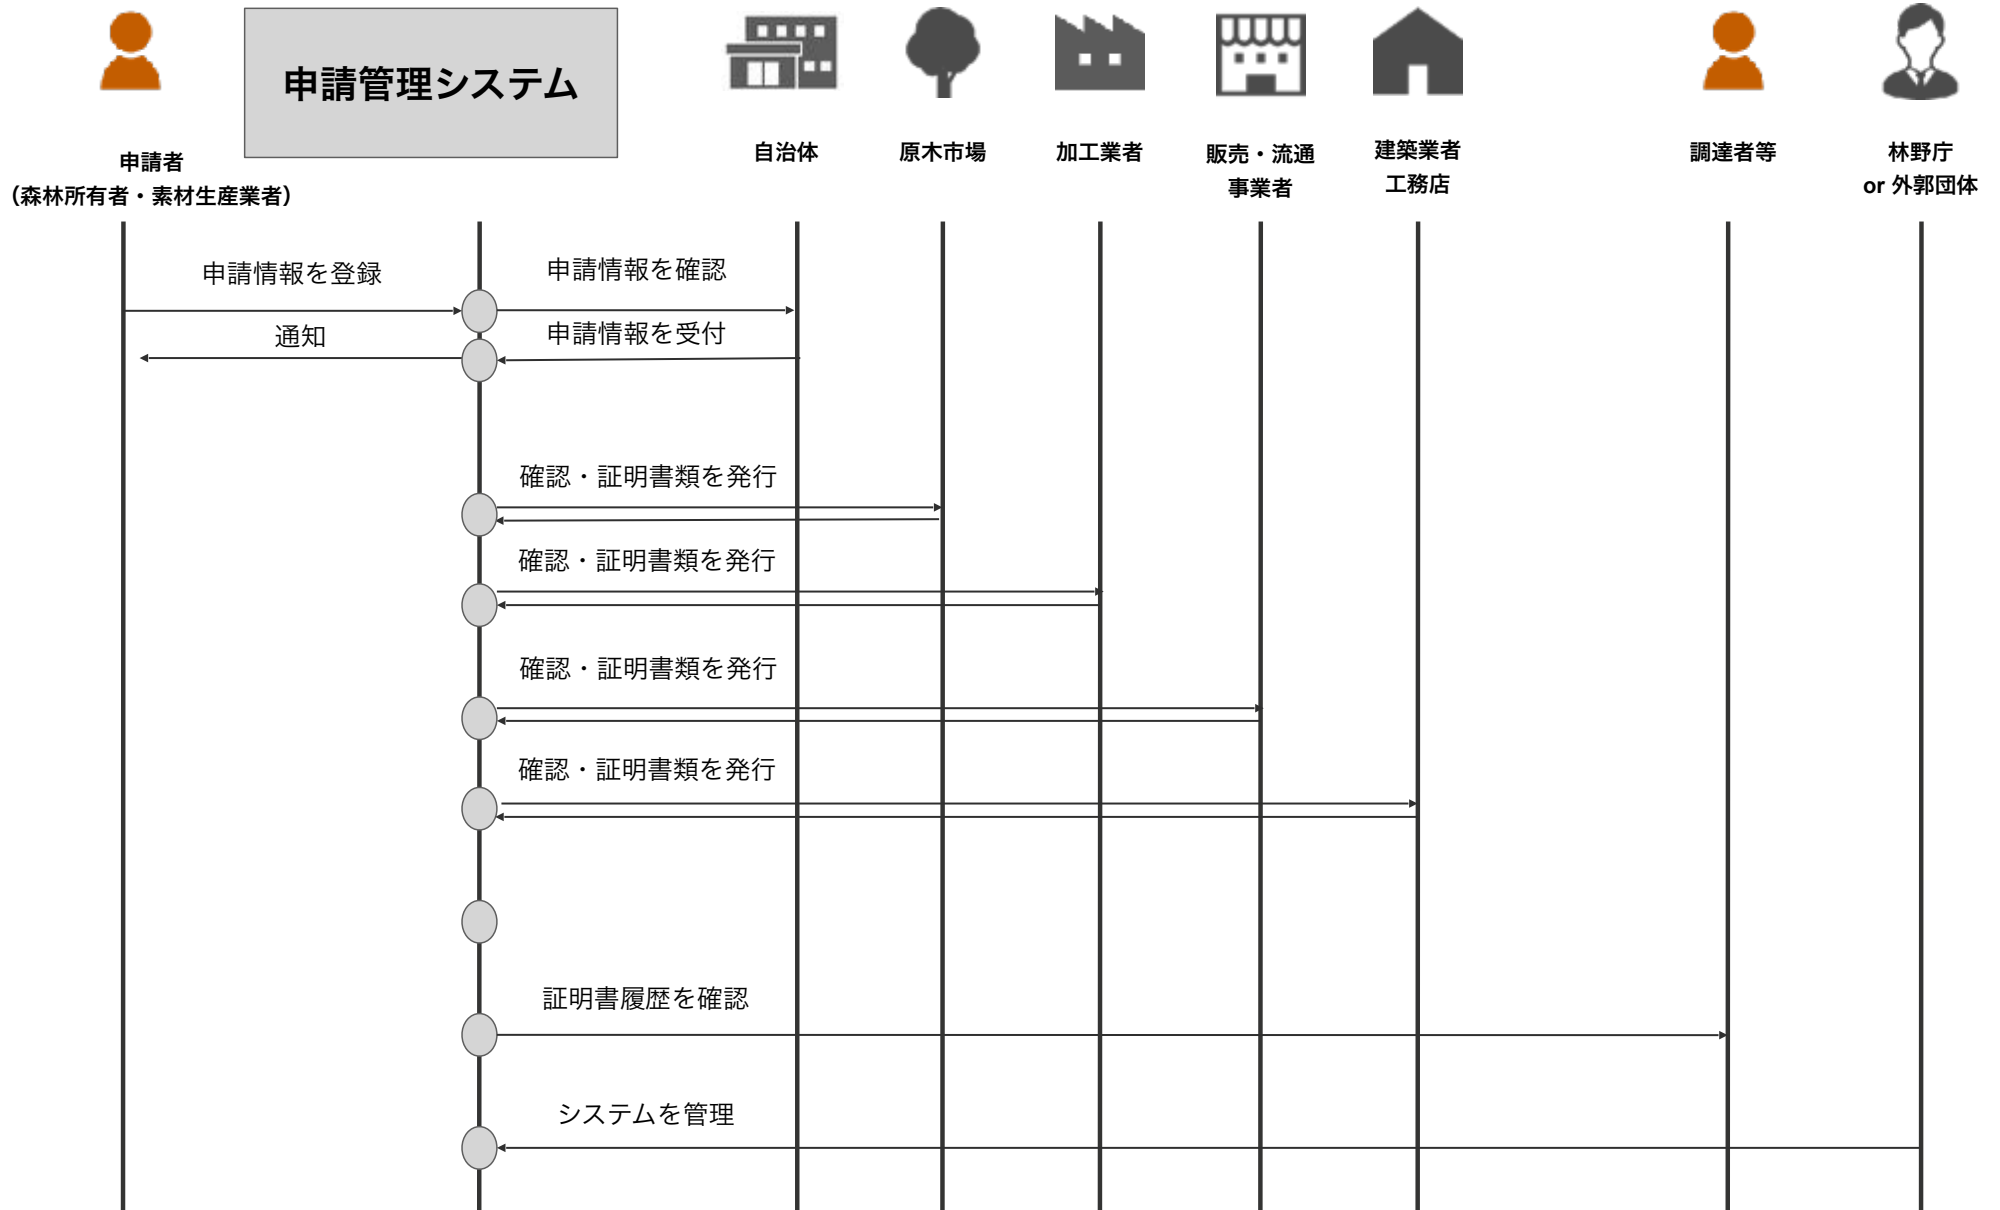 申請管理システム
申請者
（森林所有者・素材生産業者）
自治体
原木市場
加工業者
販売・流通
事業者
建築業者
工務店
調達者等
林野庁
or 外郭団体
申請情報を登録
申請情報を確認
通知
申請情報を受付
確認・証明書類を発行
確認・証明書類を発行
確認・証明書類を発行
確認・証明書類を発行
証明書履歴を確認
システムを管理